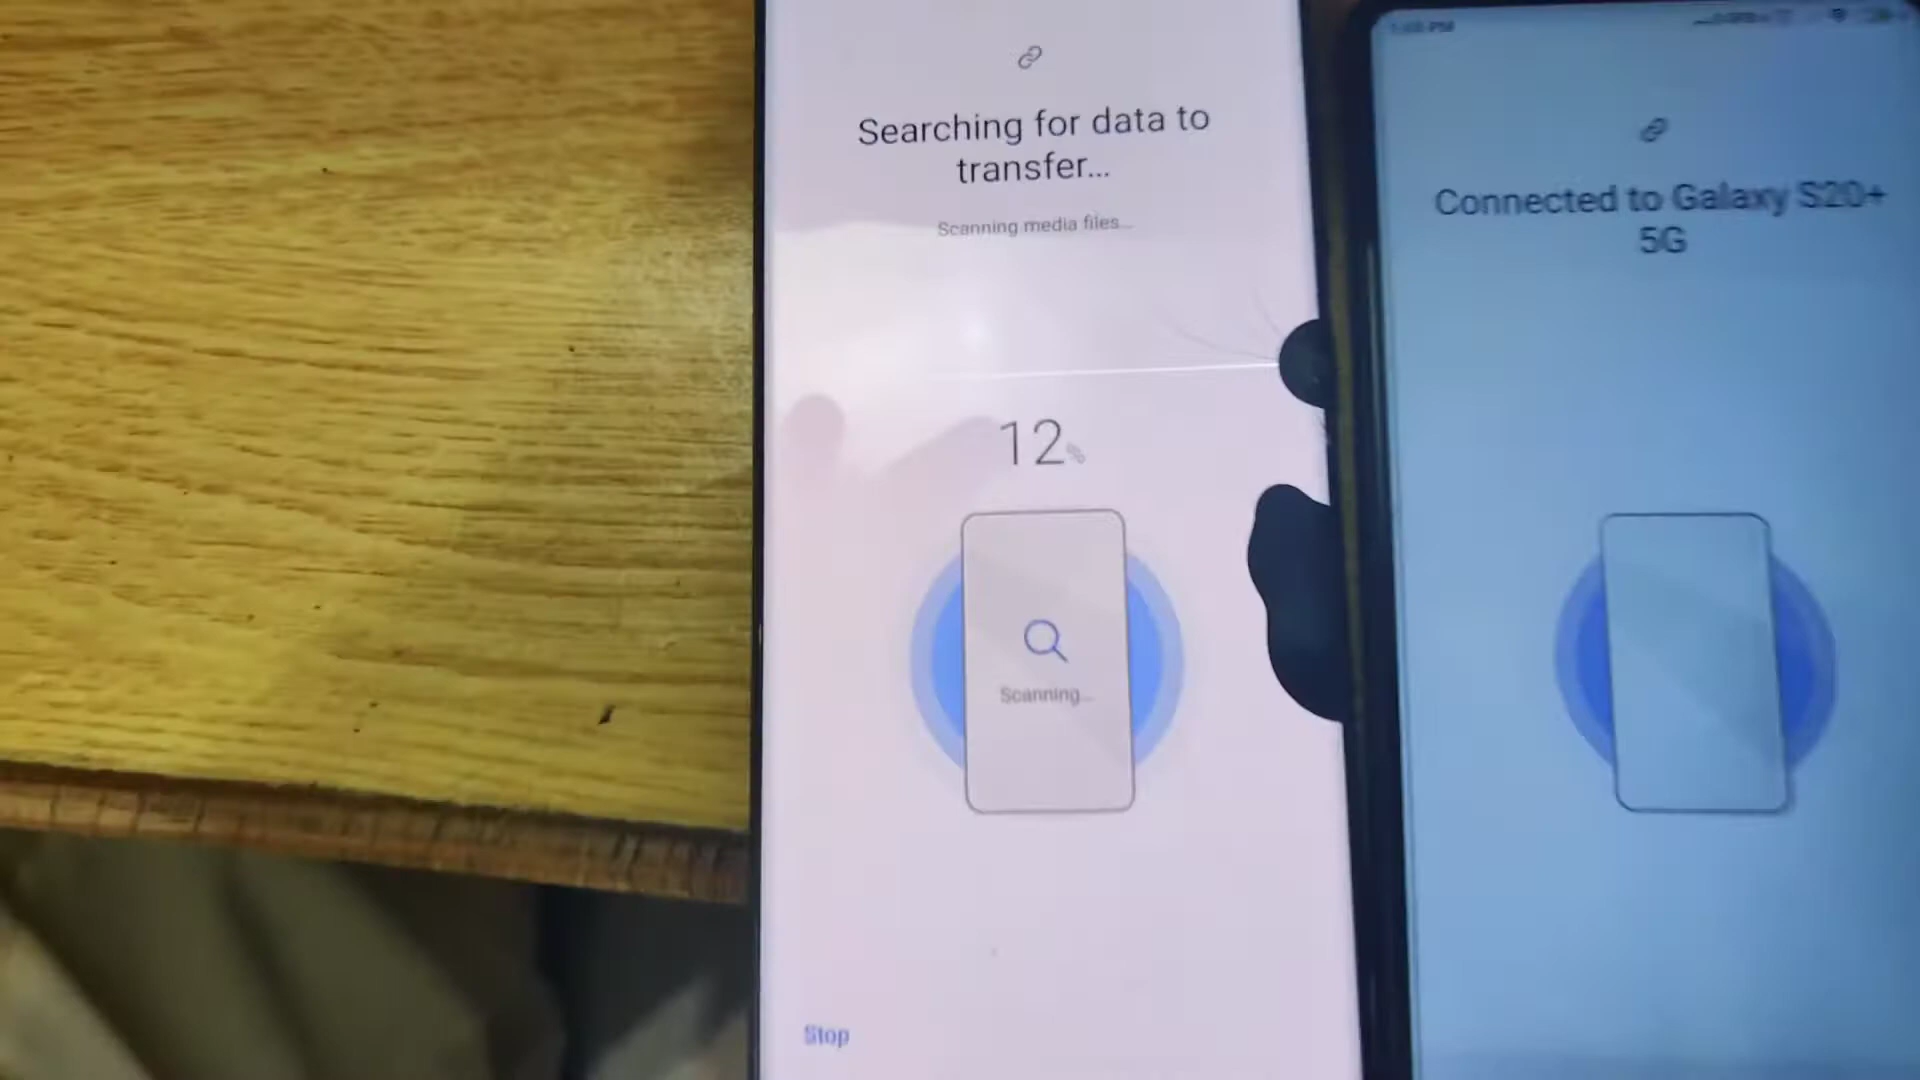 Searching for data to
transfer...
Scanning media files...
12%
Scanning...
Stop
Connected to Galaxy S20+
5G